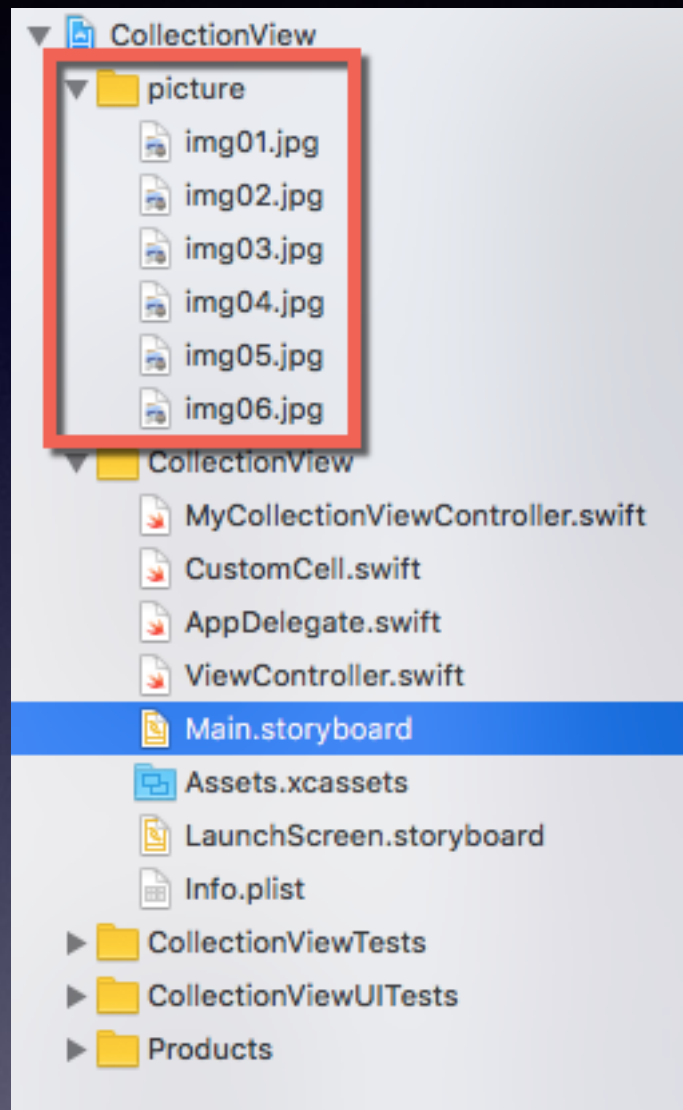 CollectionView
picture
img01.jpg
img02.jpg
img03.jpg
img04.jpg
img05.jpg
img06.jpg
CollectionView
MyCollectionViewController.swift
CustomCell.swift
AppDelegate.swift
ViewController.swift
Main.storyboard
Assets.xcassets
LaunchScreen.storyboard
Info.plist
CollectionViewTests
CollectionViewUITests
Products